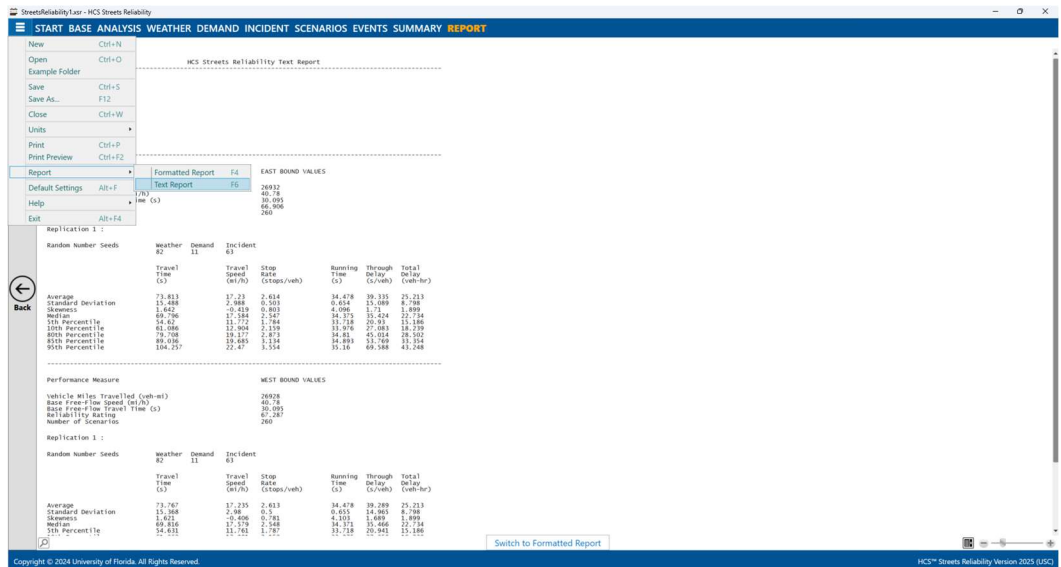 StreetsReliability1.xsr - HCS Streets Reliability
START BASE ANALYSIS WEATHER DEMAND INCIDENT SCENARIOS EVENTS SUMMARY REPORT
New Ctrl+N
Open Ctrl+O
Example Folder
Save Ctrl+S
Save As... F12
Close Ctrl+W
Units
Print Ctrl+P
Print Preview Ctrl+F2
Report
Default Settings Alt+F
Help
Exit Alt+F4
Formatted Report F4
Text Report F6
HCS Streets Reliability Text Report
EAST BOUND VALUES
26932
i/h) 40.78
ime (s) 30.095
66.906
260
Replication 1 :
Random Number Seeds Weather Demand Incident
82 11 63
Travel Travel Stop Running Through Total
Time Speed Rate Time Delay Delay
(s) (mi/h) (stops/veh) (s) (s/veh) (veh-hr)
Average 73.813 17.23 2.614 34.478 39.335 25.213
Standard Deviation 15.488 2.988 0.503 0.654 15.089 8.798
Skewness 1.642 -0.419 0.803 4.096 1.71 1.899
Median 69.796 17.584 2.547 34.375 35.424 22.734
5th Percentile 54.62 11.772 1.784 33.718 20.93 15.186
10th Percentile 61.086 12.904 2.159 33.976 27.083 18.239
80th Percentile 79.708 19.177 2.873 34.81 45.014 28.502
85th Percentile 89.036 19.685 3.134 34.893 53.769 33.354
95th Percentile 104.257 22.47 3.554 35.16 69.588 43.248
Back
Performance Measure WEST BOUND VALUES
Vehicle Miles Travelled (veh-mi) 26928
Base Free-Flow Speed (mi/h) 40.78
Base Free-Flow Travel Time (s) 30.095
Reliability Rating 67.287
Number of Scenarios 260
Replication 1 :
Random Number Seeds Weather Demand Incident
82 11 63
Travel Travel Stop Running Through Total
Time Speed Rate Time Delay Delay
(s) (mi/h) (stops/veh) (s) (s/veh) (veh-hr)
Average 73.767 17.235 2.613 34.478 39.289 25.213
Standard Deviation 15.368 2.98 0.5 0.655 14.965 8.798
Skewness 1.621 -0.406 0.781 4.103 1.689 1.899
Median 69.816 17.579 2.548 34.371 35.466 22.734
5th Percentile 54.631 11.761 1.787 33.718 20.941 15.186
Switch to Formatted Report
Copyright © 2024 University of Florida. All Rights Reserved.
HCS™ Streets Reliability Version 2025 (USC)